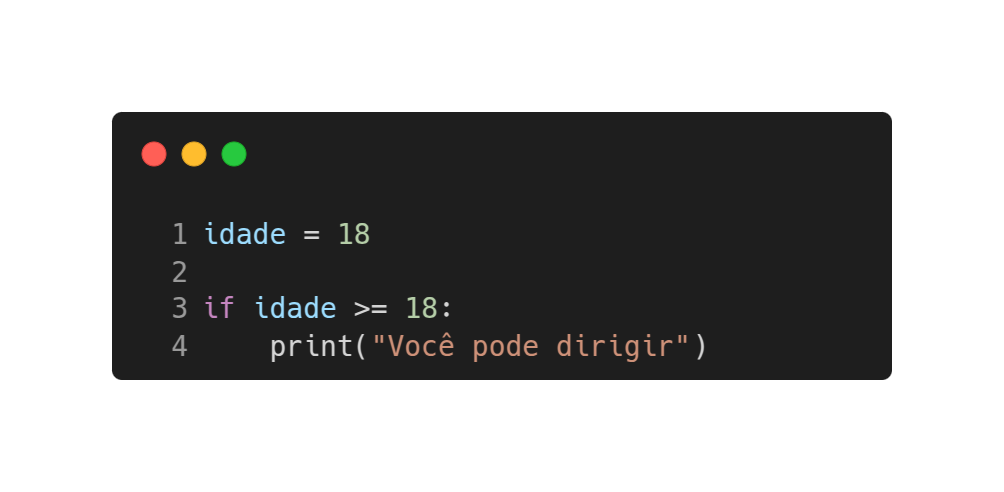 1 idade = 18
2
3 if idade >= 18:
4     print("Você pode dirigir")